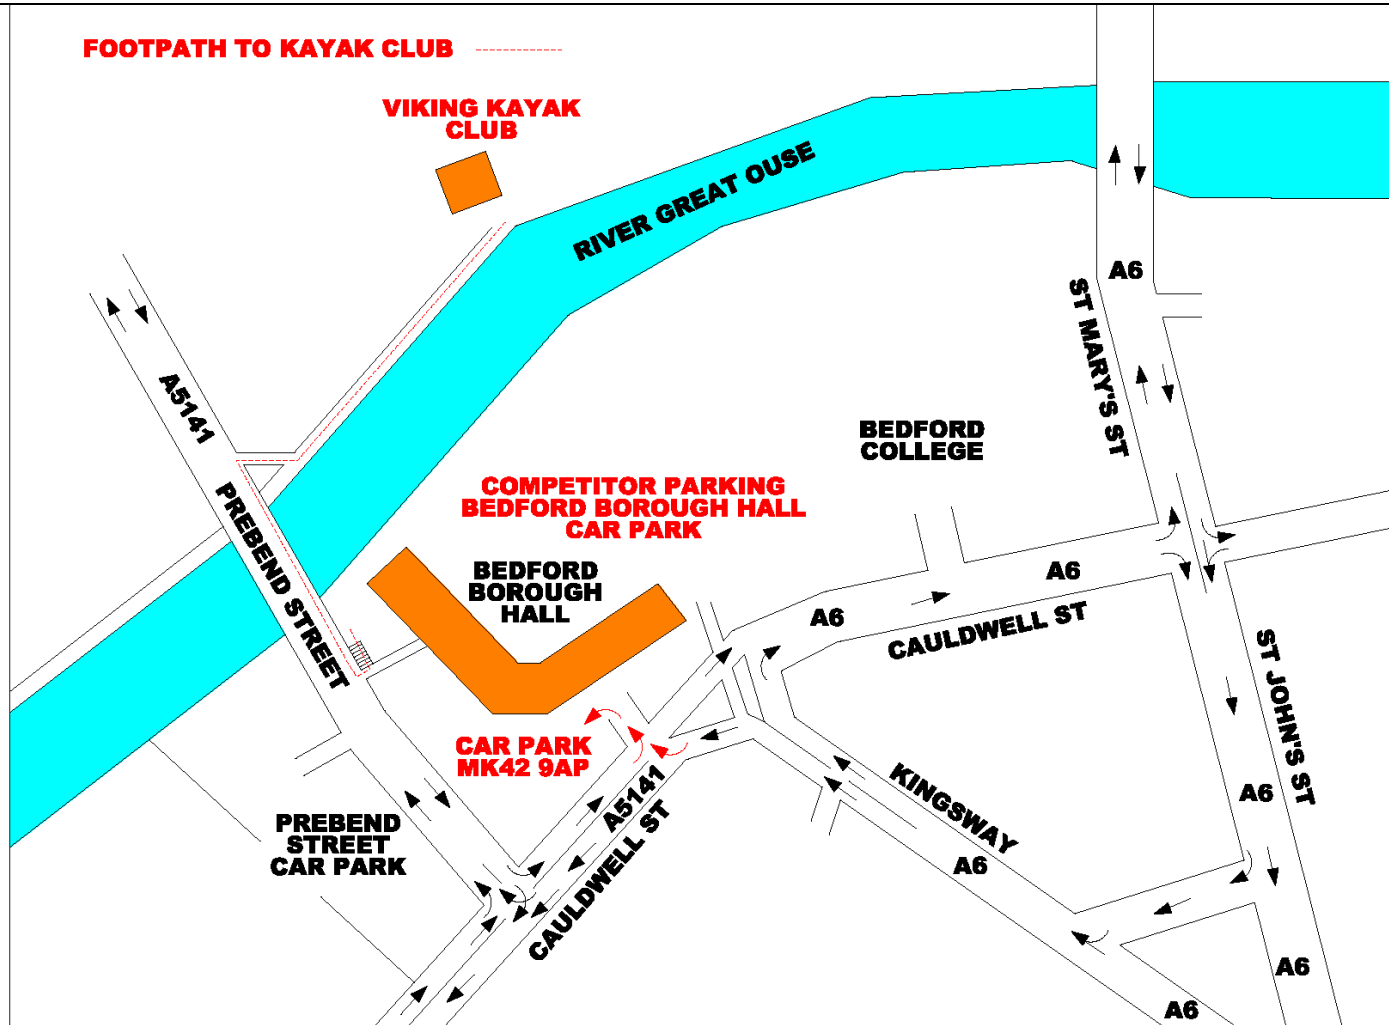 FOOTPATH TO KAYAK CLUB
VIKING KAYAK
CLUB
RIVER GREAT OUSE
A6
ST MARY'S ST
A5141
BEDFORD
COLLEGE
COMPETITOR PARKING
BEDFORD BOROUGH HALL
CAR PARK
PREBEND STREET
BEDFORD
BOROUGH
HALL
A6
A6
CAULDWELL ST
ST JOHN'S ST
CAR PARK
MK42 9AP
A5141
CAULDWELL ST
KINGSWAY
A6
A6
PREBEND
STREET
CAR PARK
A6
A6